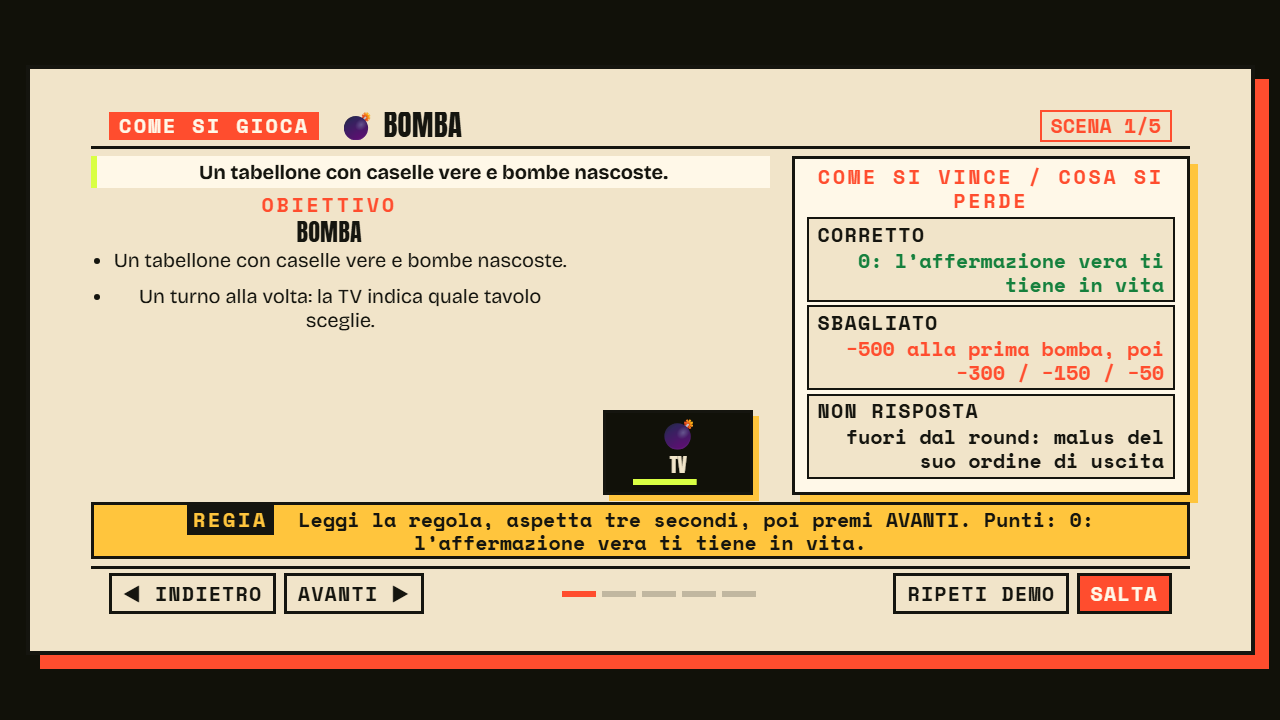 COME SI GIOCA
BOMBA
SCENA 1/5
Un tabellone con caselle vere e bombe nascoste.
OBIETTIVO
BOMBA
• Un tabellone con caselle vere e bombe nascoste.
• Un turno alla volta: la TV indica quale tavolo
sceglie.
TV
COME SI VINCE / COSA SI
PERDE
CORRETTO
0: l'affermazione vera ti
tiene in vita
SBAGLIATO
-500 alla prima bomba, poi
-300 / -150 / -50
NON RISPOSTA
fuori dal round: malus del
suo ordine di uscita
REGIA Leggi la regola, aspetta tre secondi, poi premi AVANTI. Punti: 0:
l'affermazione vera ti tiene in vita.
◀ INDIETRO
AVANTI ▶
RIPETI DEMO
SALTA